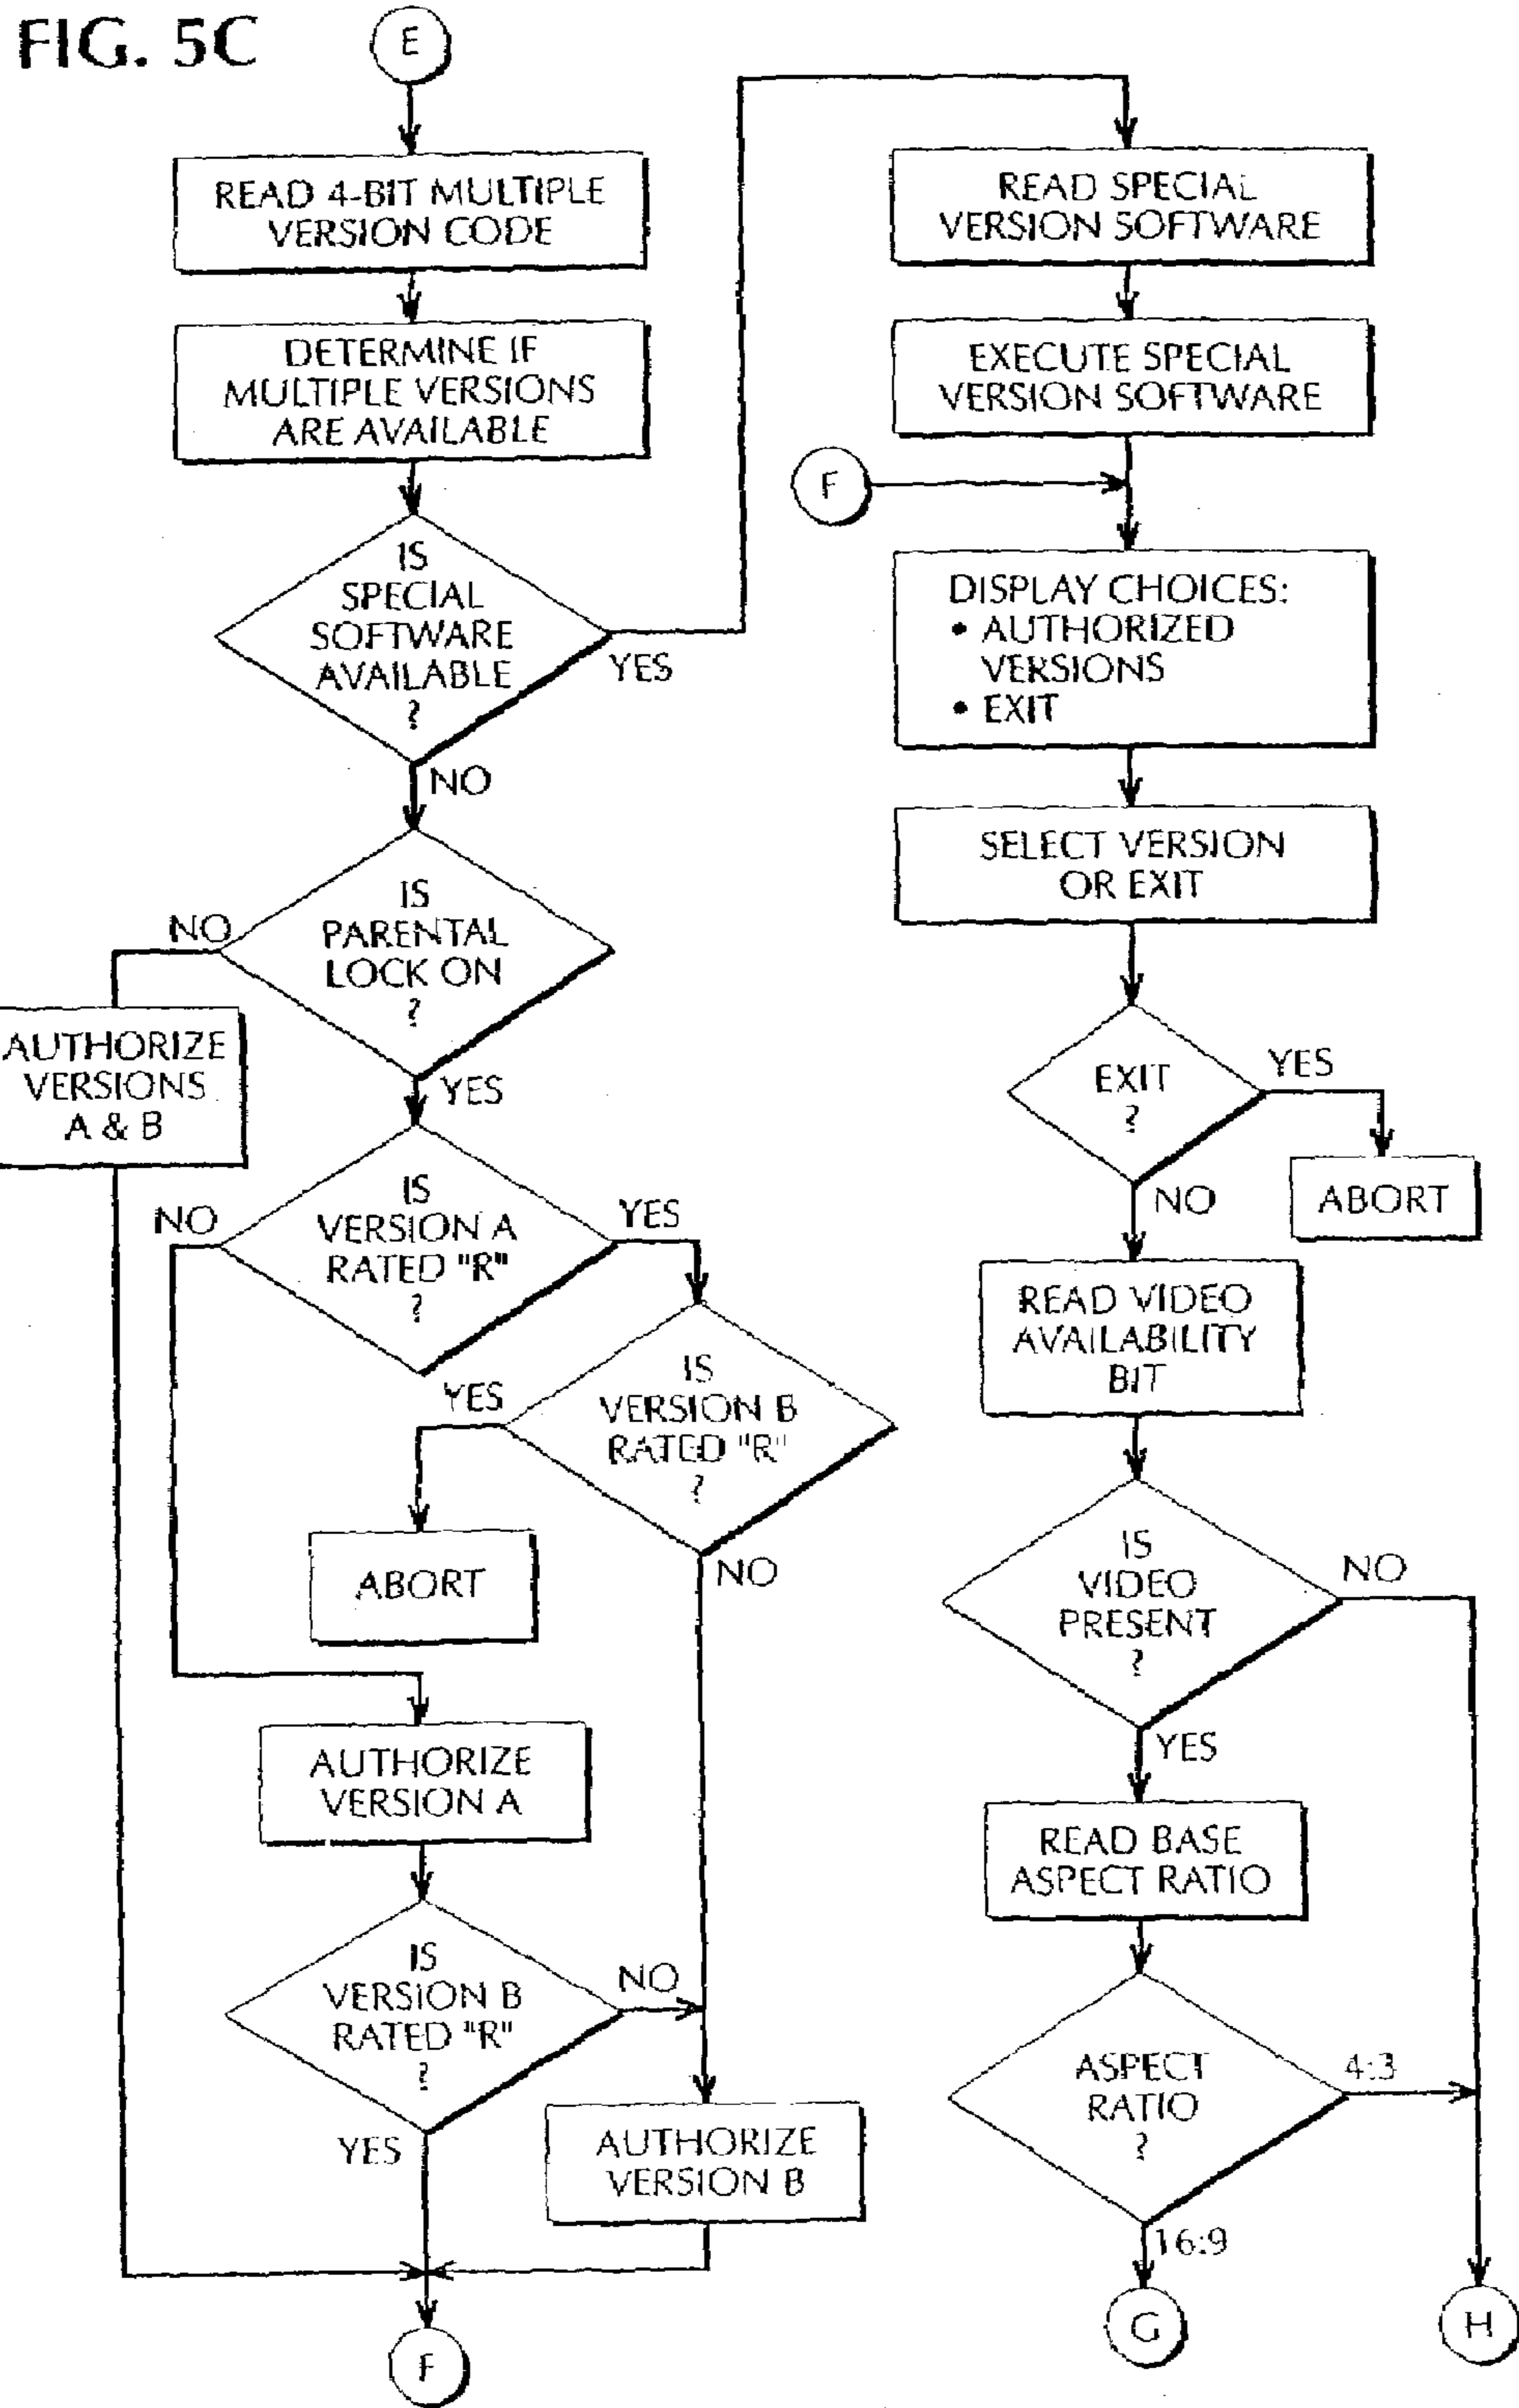 FIG. 5C
E
READ 4-BIT MULTIPLE
VERSION CODE
DETERMINE IF
MULTIPLE VERSIONS
ARE AVAILABLE
IS
SPECIAL
SOFTWARE
AVAILABLE
?
YES
NO
IS
PARENTAL
LOCK ON
?
NO
YES
AUTHORIZE
VERSIONS
A & B
IS
VERSION A
RATED "R"
?
NO
YES
IS
VERSION B
RATED "R"
?
YES
NO
ABORT
AUTHORIZE
VERSION A
IS
VERSION B
RATED "R"
?
NO
YES
AUTHORIZE
VERSION B
F
READ SPECIAL
VERSION SOFTWARE
EXECUTE SPECIAL
VERSION SOFTWARE
F
DISPLAY CHOICES:
• AUTHORIZED
VERSIONS
• EXIT
SELECT VERSION
OR EXIT
EXIT
?
YES
NO
ABORT
READ VIDEO
AVAILABILITY
BIT
IS
VIDEO
PRESENT
?
NO
YES
READ BASE
ASPECT RATIO
ASPECT
RATIO
?
4:3
16:9
G
H